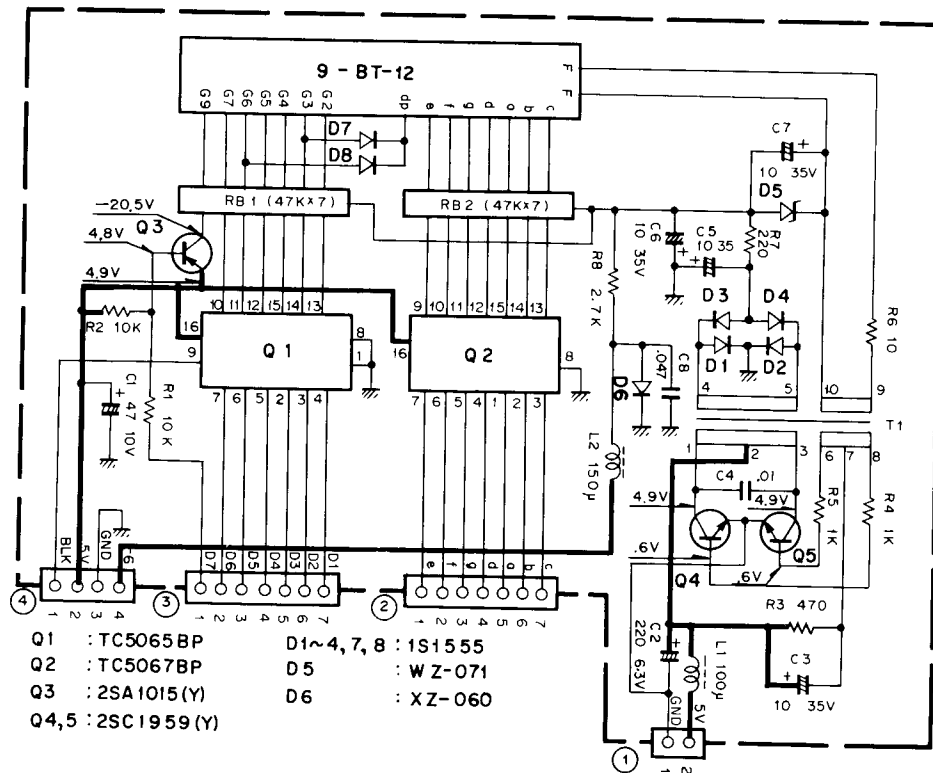 9-BT-12
F
F
G9
G7
G6
G5
G4
G3
G2
dp
e
f
g
d
a
b
c
D7
D8
C7
10 35V
D5
RB1 (47K×7)
RB2 (47K×7)
-20,5V
Q3
4,8V
4,9V
C6
10 35V
C5
10 35
R7
220
R8
2.7K
D3
D4
D1
D2
R6 10
10
11
12
15
14
13
9
10
11
12
15
14
13
R2 10K
16
9
Q1
8
1
16
Q2
8
C1
47 10V
R1 10K
7
6
5
2
3
4
7
6
5
4
1
2
3
D6
C8
.047
4
5
10
9
T1
1
2
3
6
7
8
L2 150μ
C4 .01
4.9V
4.9V
R5 1K
R4 1K
.6V
Q4
Q5
.6V
R3 470
BLK
5V
GND
-C6
D7
D6
D5
D4
D3
D2
D1
e
f
g
d
a
b
c
4
1
2
3
4
3
1
2
3
4
5
6
7
2
1
2
3
4
5
6
7
C2
220 6.3V
L1 100μ
C3
10 35V
GND
5V
1
1
2
Q1 : TC5065BP
Q2 : TC5067BP
Q3 : 2SA1015(Y)
Q4,5 : 2SC1959(Y)
D1~4,7,8 : 1S1555
D5 : WZ-071
D6 : XZ-060